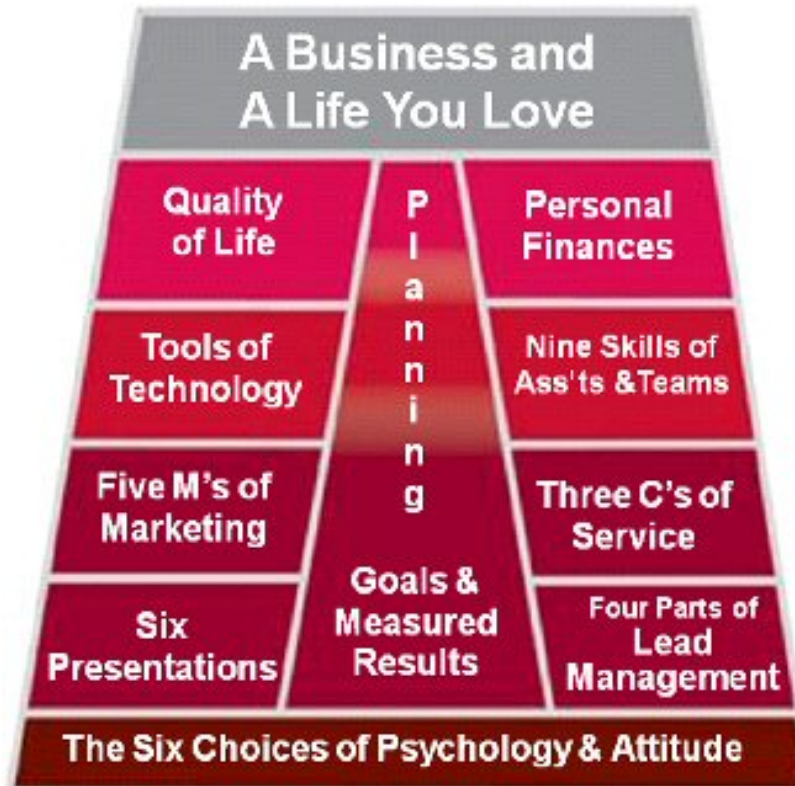 A Business and
A Life You Love
Quality
of Life
Planning
Personal
Finances
Tools of
Technology
Nine Skills of
Ass'ts &Teams
Five M's of
Marketing
Three C's of
Service
Six
Presentations
Goals &
Measured
Results
Four Parts of
Lead
Management
The Six Choices of Psychology & Attitude